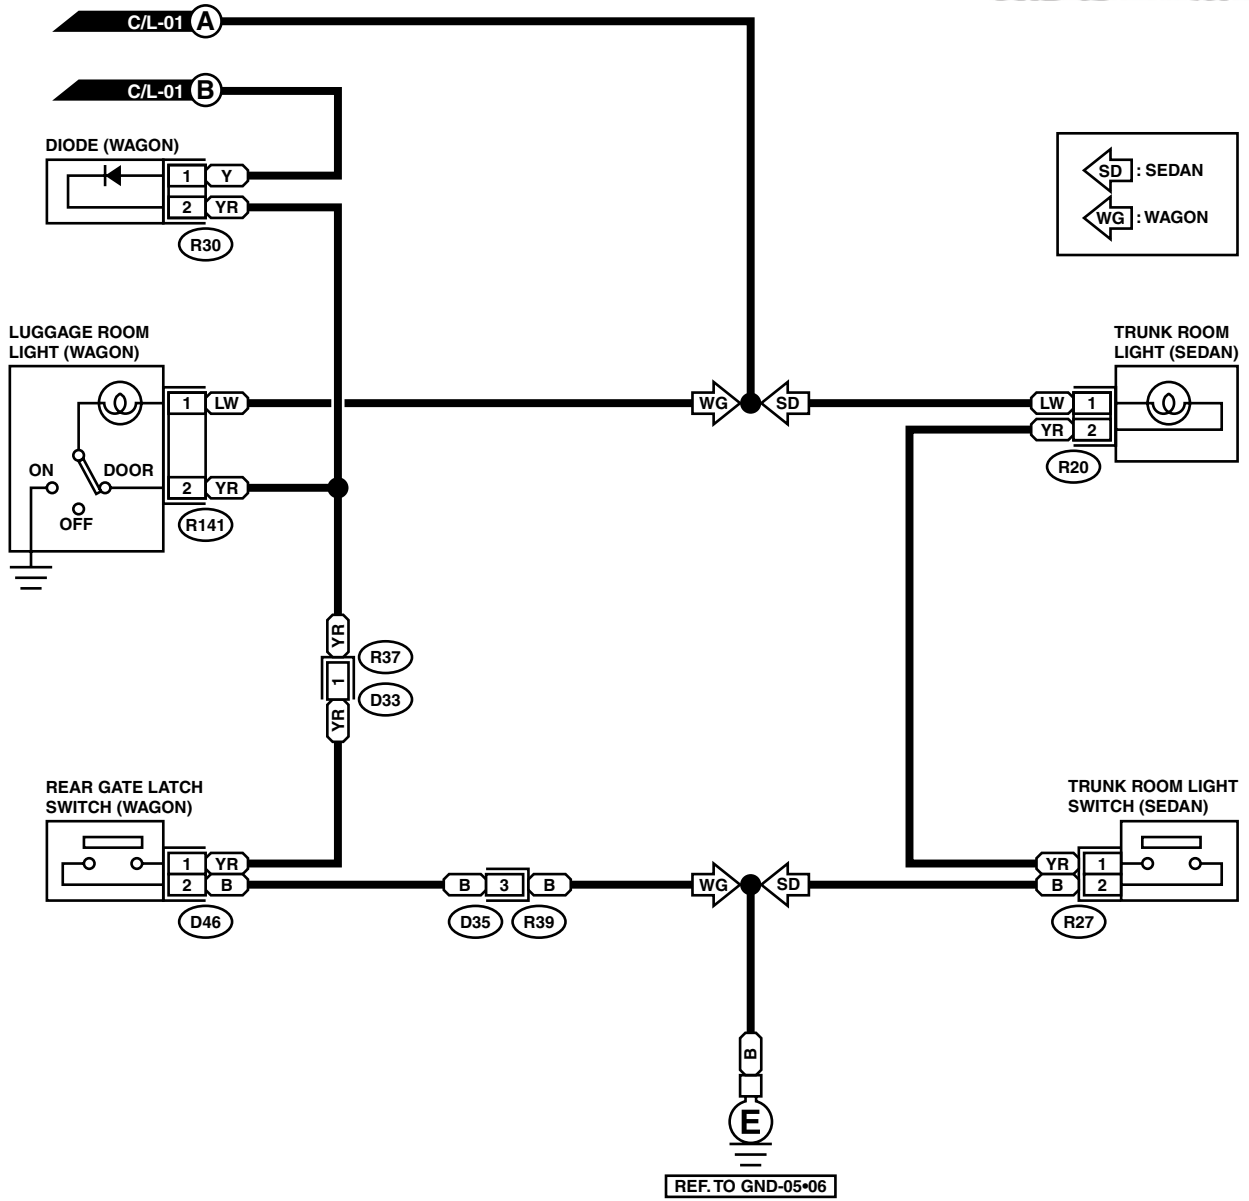 C/L-01 A
C/L-01 B
DIODE (WAGON)
1 Y
2 YR
R30
SD : SEDAN
WG : WAGON
LUGGAGE ROOM
LIGHT (WAGON)
1 LW
ON
DOOR
OFF
2 YR
R141
WG
SD
TRUNK ROOM
LIGHT (SEDAN)
LW 1
YR 2
R20
YR
1
YR
R37
D33
REAR GATE LATCH
SWITCH (WAGON)
1 YR
2 B
D46
B 3 B
D35
R39
WG
SD
TRUNK ROOM LIGHT
SWITCH (SEDAN)
YR 1
B 2
R27
B
E
REF. TO GND-05•06